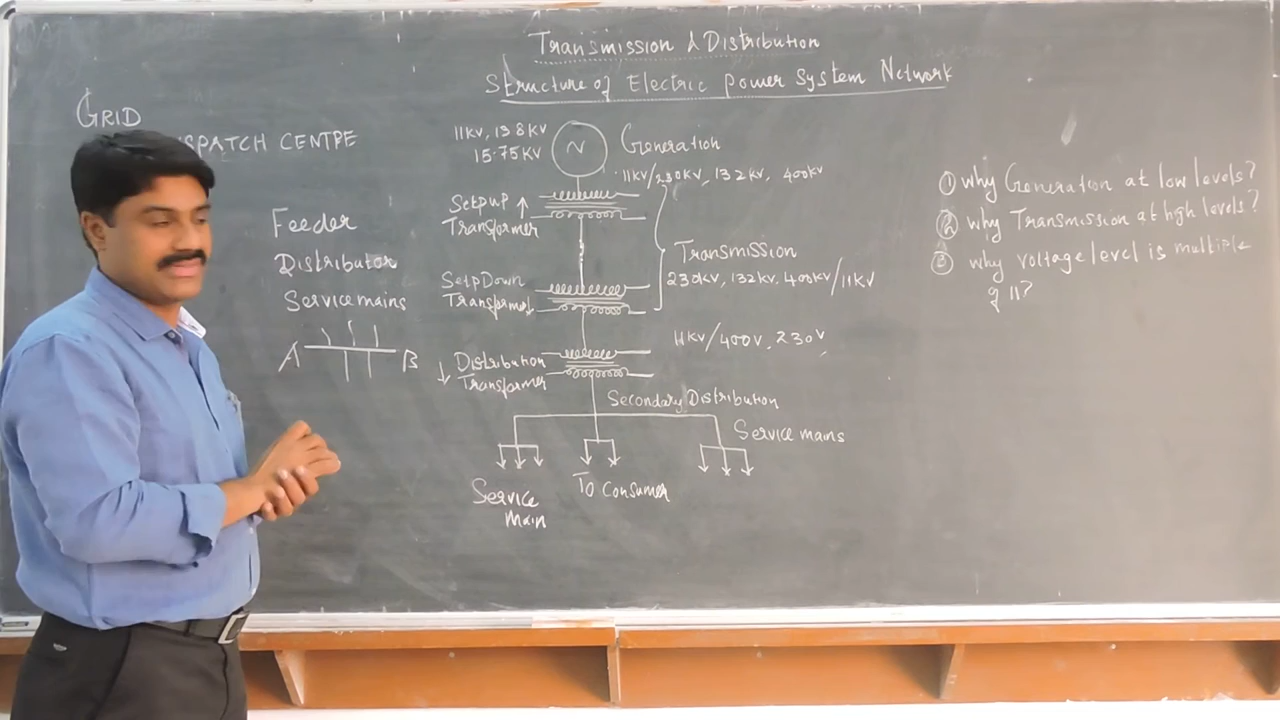 Transmission & Distribution
Structure of Electric Power System Network
GRID
CENTPE
Feeder
Distributor
Service mains
A B
11KV, 13.8KV
15.75KV
N
Generation
11KV/230KV, 132KV, 400KV
Setpup ↑
Transformer
Transmission
230KV, 132KV, 400KV/11KV
SetpDown
Transformer↓
11KV/400V, 230V
↓ Distribution
Transformer
Secondary Distribution
Service mains
Service
main
To Consumer
① why Generation at low levels?
② why Transmission at high levels?
③ why voltage level is multiple
of 11?